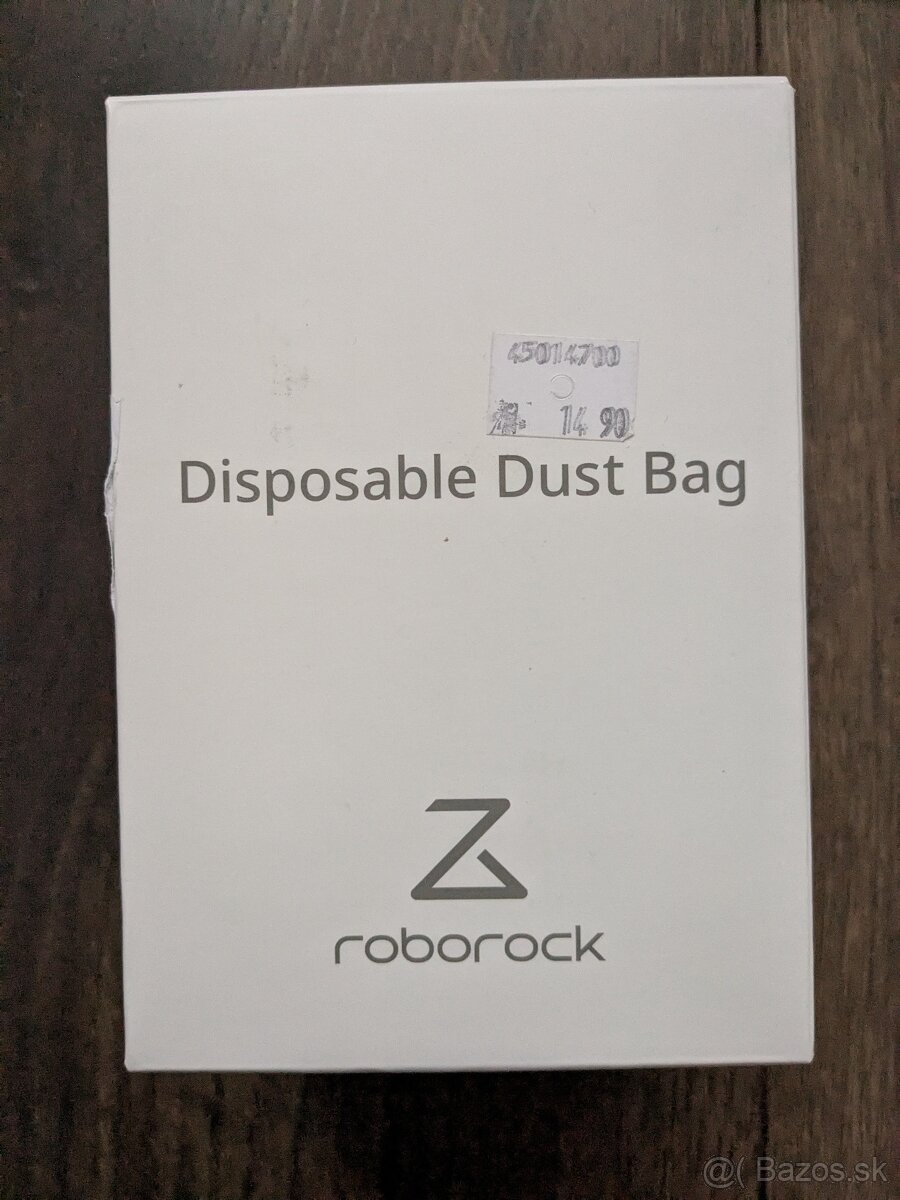 45014700
14 90
Disposable Dust Bag
roborock
@( Bazos.sk